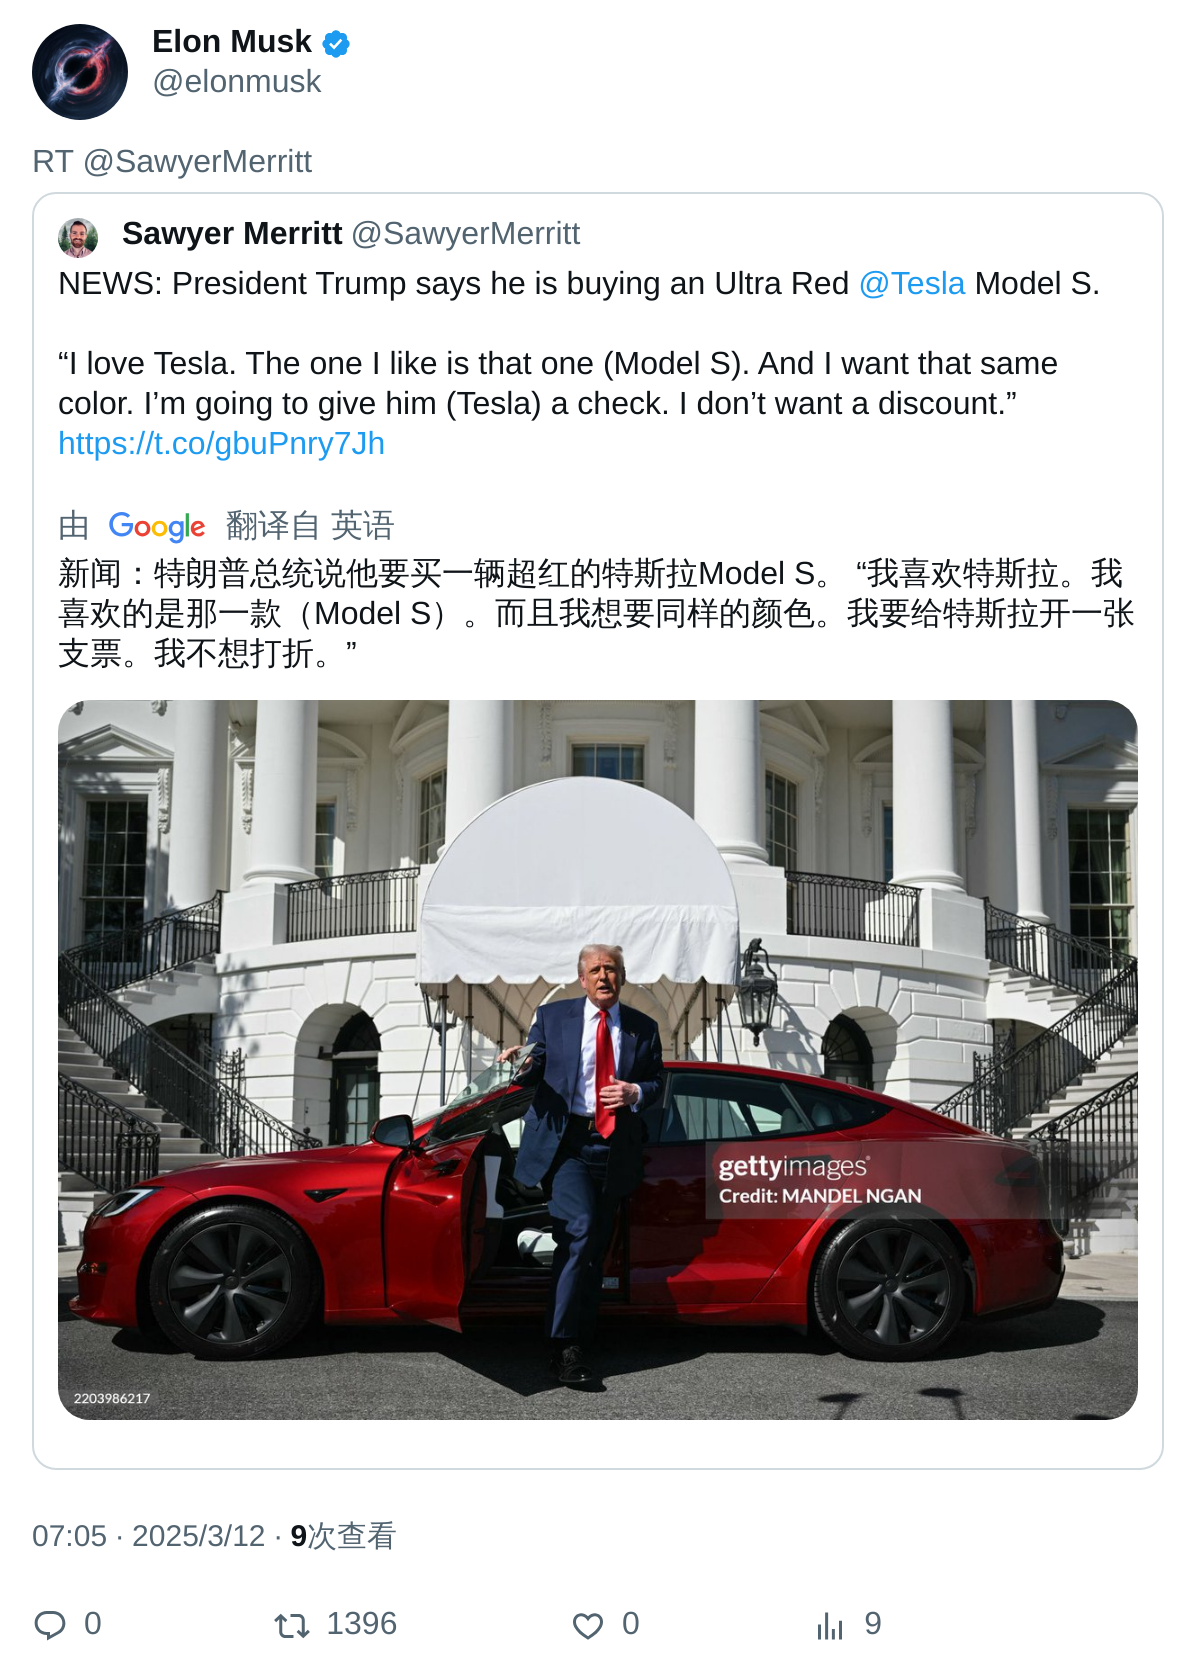 Elon Musk
@elonmusk
RT @SawyerMerritt
Sawyer Merritt @SawyerMerritt
NEWS: President Trump says he is buying an Ultra Red @Tesla Model S.
“I love Tesla. The one I like is that one (Model S). And I want that same
color. I’m going to give him (Tesla) a check. I don’t want a discount.”
https://t.co/gbuPnry7Jh
由 Google 翻译自 英语
新闻：特朗普总统说他要买一辆超红的特斯拉Model S。 “我喜欢特斯拉。我
喜欢的是那一款（Model S）。而且我想要同样的颜色。我要给特斯拉开一张
支票。我不想打折。”
gettyimages®
Credit: MANDEL NGAN
2203986217
07:05 · 2025/3/12 · 9次查看
0 1396 0 9